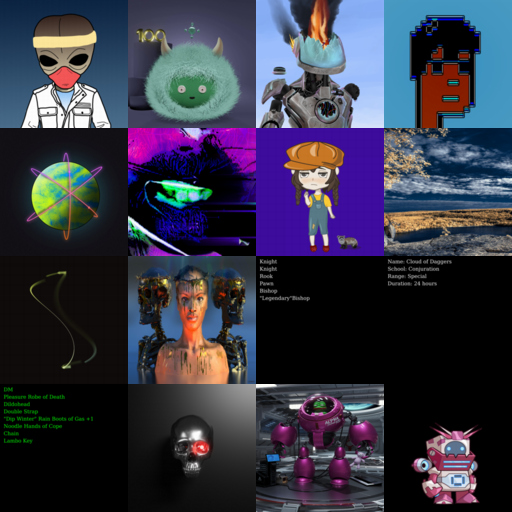 100
Knight
Knight
Rook
Pawn
Bishop
"Legendary"Bishop
Name: Cloud of Daggers
School: Conjuration
Range: Special
Duration: 24 hours
DM
Pleasure Robe of Death
Dildohead
Double Strap
"Dip Winter" Rain Boots of Gas +1
Noodle Hands of Cope
Chain
Lambo Key